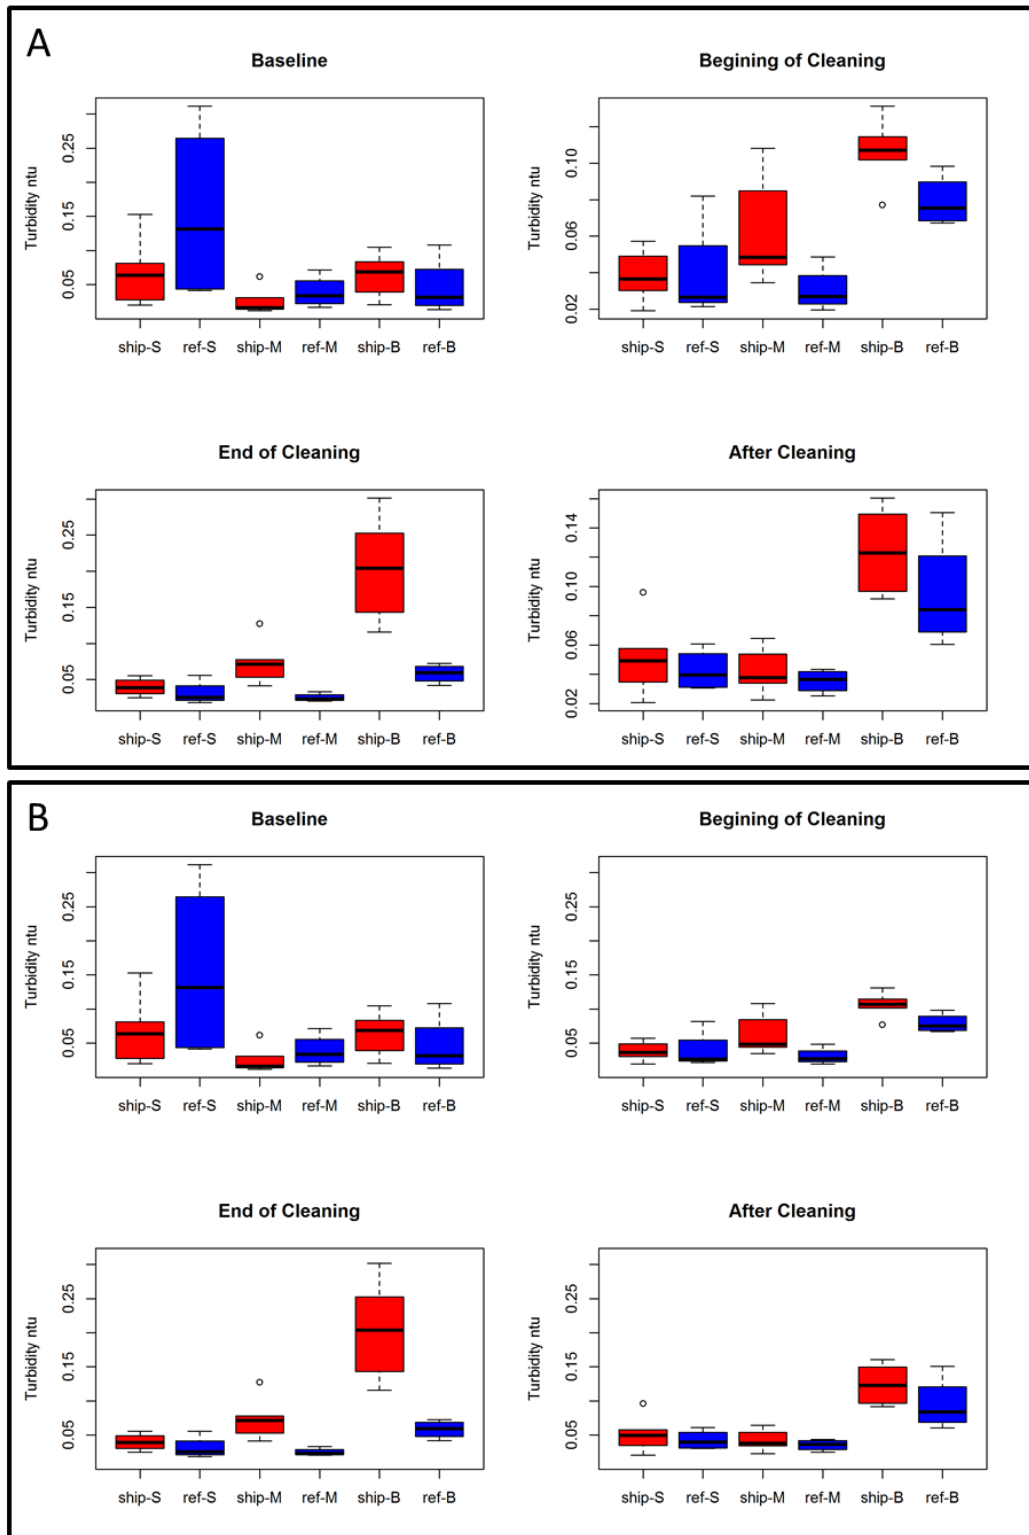 A
Baseline
Turbidity ntu
0.05 0.15 0.25
ship-S ref-S ship-M ref-M ship-B ref-B
Begining of Cleaning
Turbidity ntu
0.02 0.06 0.10
ship-S ref-S ship-M ref-M ship-B ref-B
End of Cleaning
Turbidity ntu
0.05 0.15 0.25
ship-S ref-S ship-M ref-M ship-B ref-B
After Cleaning
Turbidity ntu
0.02 0.06 0.10 0.14
ship-S ref-S ship-M ref-M ship-B ref-B
B
Baseline
Turbidity ntu
0.05 0.15 0.25
ship-S ref-S ship-M ref-M ship-B ref-B
Begining of Cleaning
Turbidity ntu
0.05 0.15 0.25
ship-S ref-S ship-M ref-M ship-B ref-B
End of Cleaning
Turbidity ntu
0.05 0.15 0.25
ship-S ref-S ship-M ref-M ship-B ref-B
After Cleaning
Turbidity ntu
0.05 0.15 0.25
ship-S ref-S ship-M ref-M ship-B ref-B